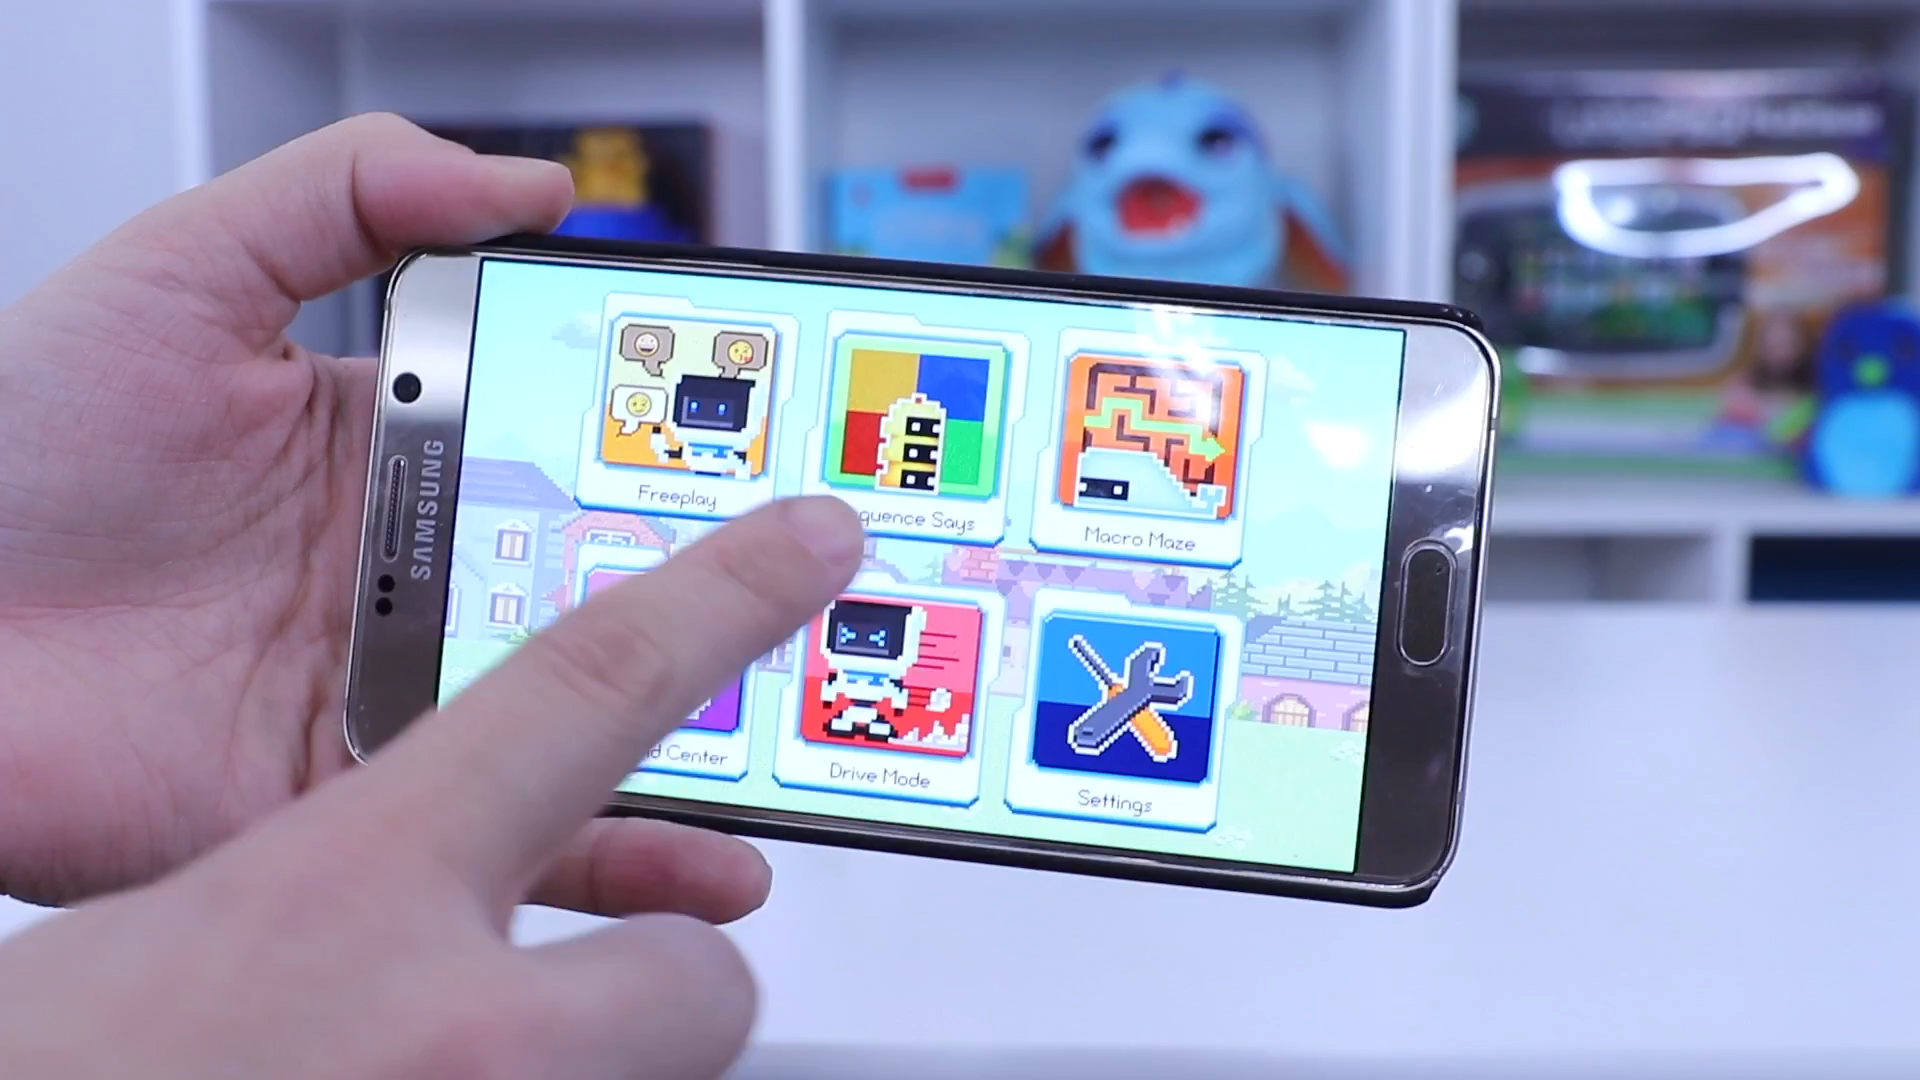 SAMSUNG
Freeplay
quence Says
Macro Maze
d Center
Drive Mode
Settings